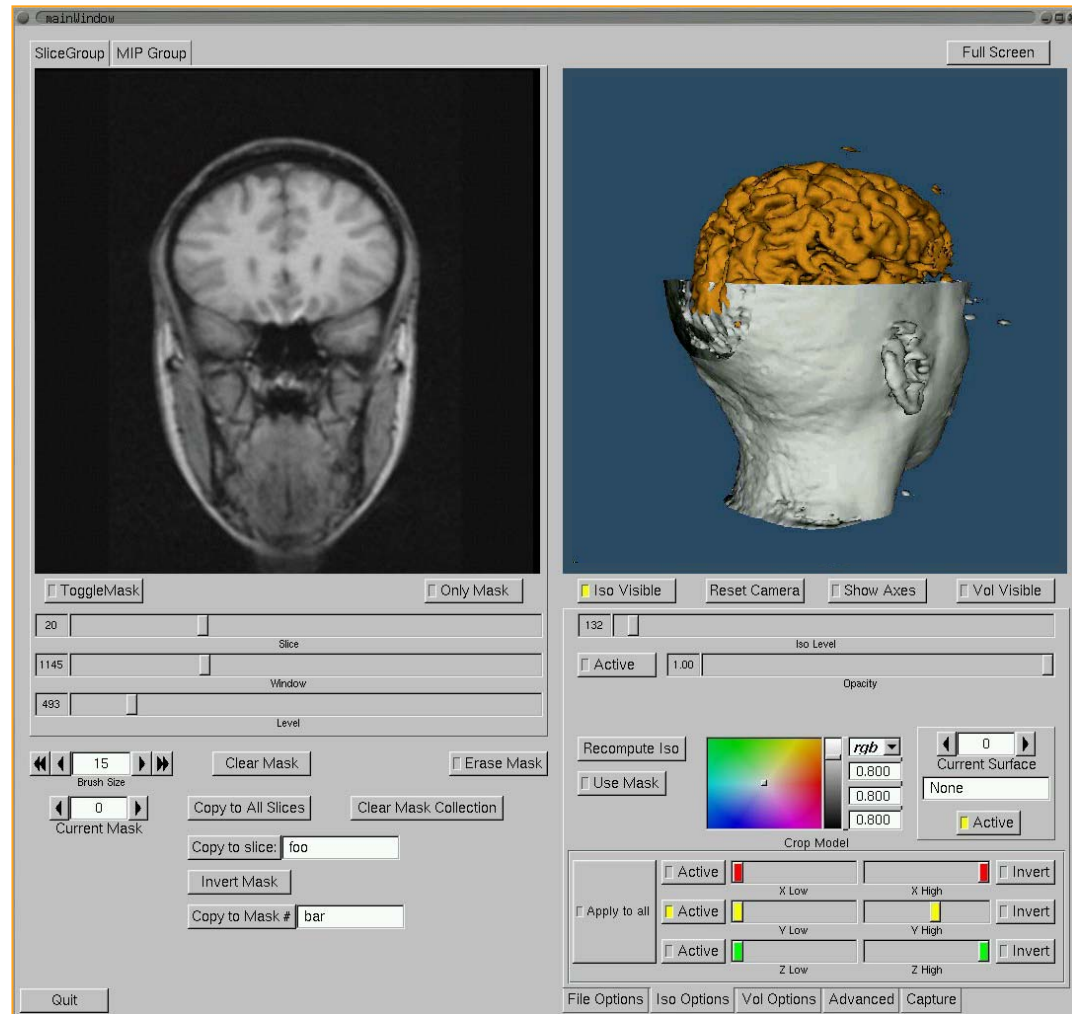 mainWindow
SliceGroup MIP Group
Full Screen
ToggleMask
Only Mask
20
Slice
1145
Window
493
Level
15
Brush Size
Clear Mask
Erase Mask
0
Current Mask
Copy to All Slices
Clear Mask Collection
Copy to slice: foo
Invert Mask
Copy to Mask # bar
Quit
Iso Visible
Reset Camera
Show Axes
Vol Visible
132
Iso Level
Active
1.00
Opacity
Recompute Iso
Use Mask
rgb
0.800
0.800
0.800
0
Current Surface
None
Active
Crop Model
Apply to all
Active
X Low
X High
Invert
Active
Y Low
Y High
Invert
Active
Z Low
Z High
Invert
File Options Iso Options Vol Options Advanced Capture